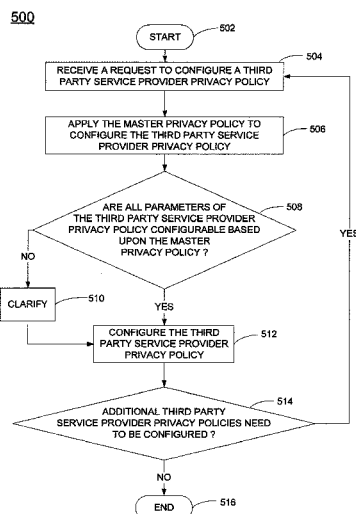 500
START
502
RECEIVE A REQUEST TO CONFIGURE A THIRD
PARTY SERVICE PROVIDER PRIVACY POLICY
504
APPLY THE MASTER PRIVACY POLICY TO
CONFIGURE THE THIRD PARTY SERVICE
PROVIDER PRIVACY POLICY
506
ARE ALL PARAMETERS OF
THE THIRD PARTY SERVICE PROVIDER
PRIVACY POLICY CONFIGURABLE BASED
UPON THE MASTER
PRIVACY POLICY ?
508
YES
NO
CLARIFY
510
YES
CONFIGURE THE THIRD
PARTY SERVICE PROVIDER
PRIVACY POLICY
512
ADDITIONAL THIRD PARTY
SERVICE PROVIDER PRIVACY POLICIES NEED
TO BE CONFIGURED ?
514
NO
END
516